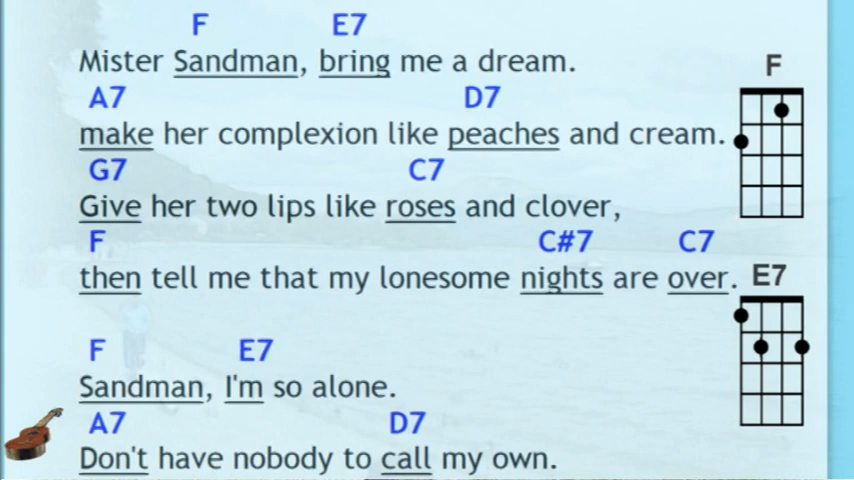 F E7
Mister Sandman, bring me a dream.
A7 D7
make her complexion like peaches and cream.
G7 C7
Give her two lips like roses and clover,
F C#7 C7
then tell me that my lonesome nights are over.
F E7
Sandman, I'm so alone.
A7 D7
Don't have nobody to call my own.
F
E7